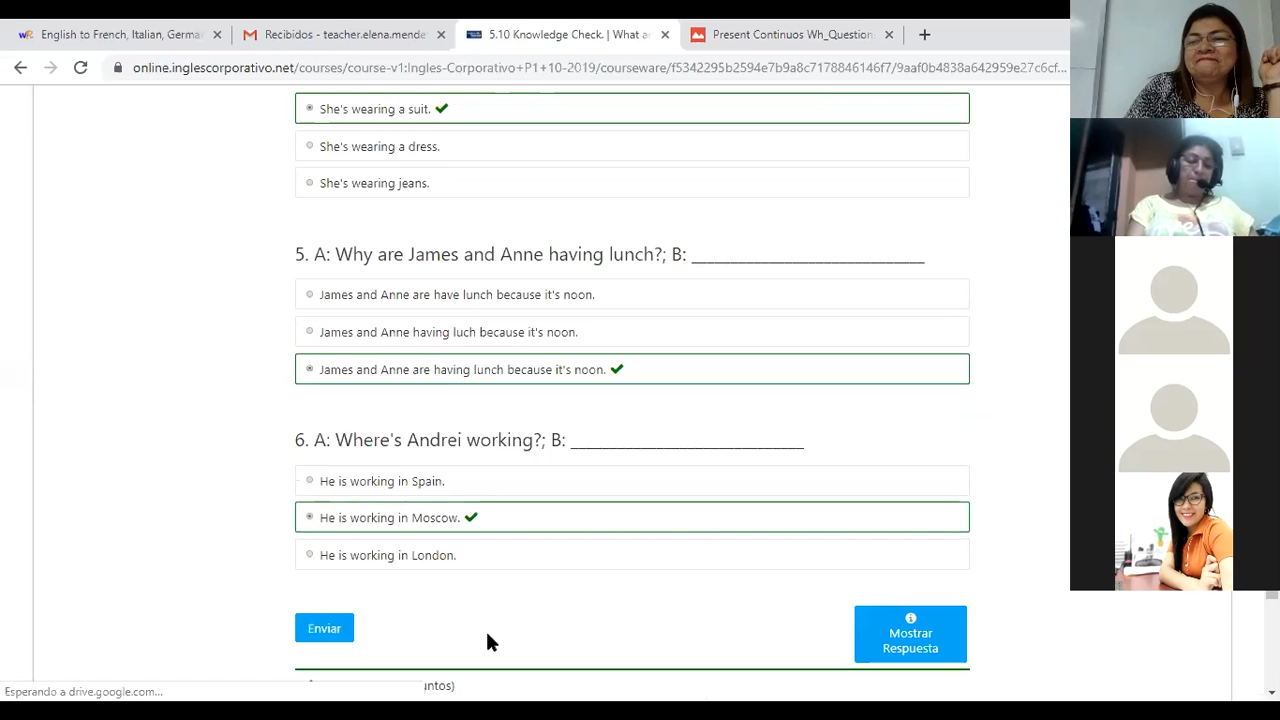 English to French, Italian, Germa
Recibidos - teacher.elena.menda
5.10 Knowledge Check. | What a
Present Continuos Wh_Question
online.inglescorporativo.net/courses/course-v1:Ingles-Corporativo+P1+10-2019/courseware/f5342295b2594e7b9a8c7178846146f7/9aaf0b4838a642959e27c6cf...
She's wearing a suit.
She's wearing a dress.
She's wearing jeans.
5. A: Why are James and Anne having lunch?; B: ____________________________
James and Anne are have lunch because it's noon.
James and Anne having luch because it's noon.
James and Anne are having lunch because it's noon.
6. A: Where's Andrei working?; B: ____________________________
He is working in Spain.
He is working in Moscow.
He is working in London.
Enviar
Mostrar
Respuesta
Esperando a drive.google.com...
untos)